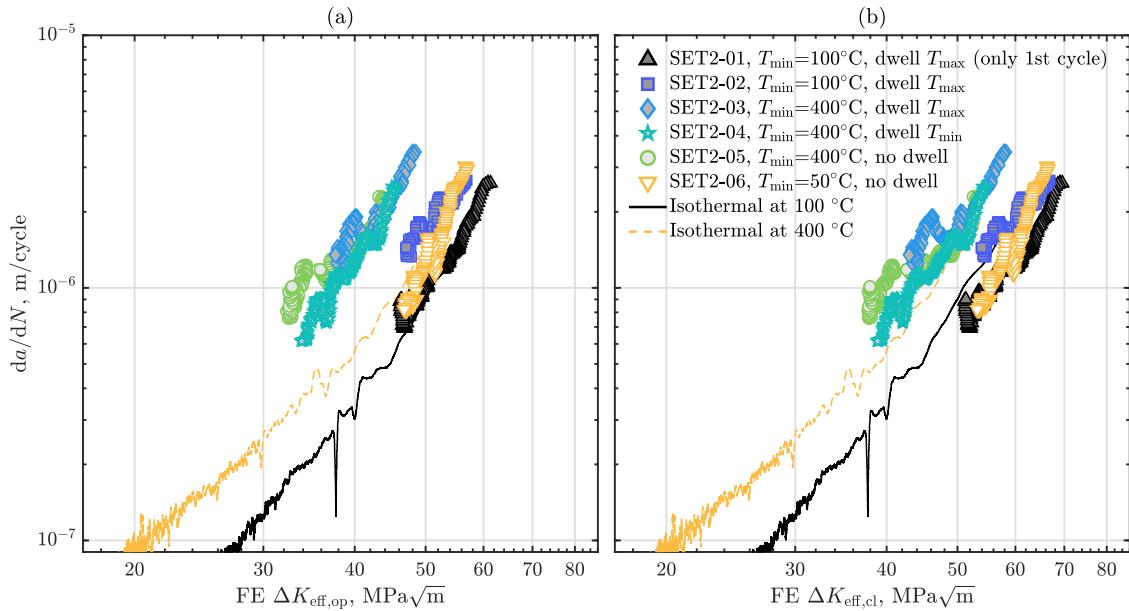 (a)
10⁻⁵
10⁻⁶
10⁻⁷
da/dN, m/cycle
20 30 40 50 60 70 80
FE ΔK_eff,op, MPa√m
(b)
SET2-01, T_min=100°C, dwell T_max (only 1st cycle)
SET2-02, T_min=100°C, dwell T_max
SET2-03, T_min=400°C, dwell T_max
SET2-04, T_min=400°C, dwell T_min
SET2-05, T_min=400°C, no dwell
SET2-06, T_min=50°C, no dwell
Isothermal at 100 °C
Isothermal at 400 °C
20 30 40 50 60 70 80
FE ΔK_eff,cl, MPa√m